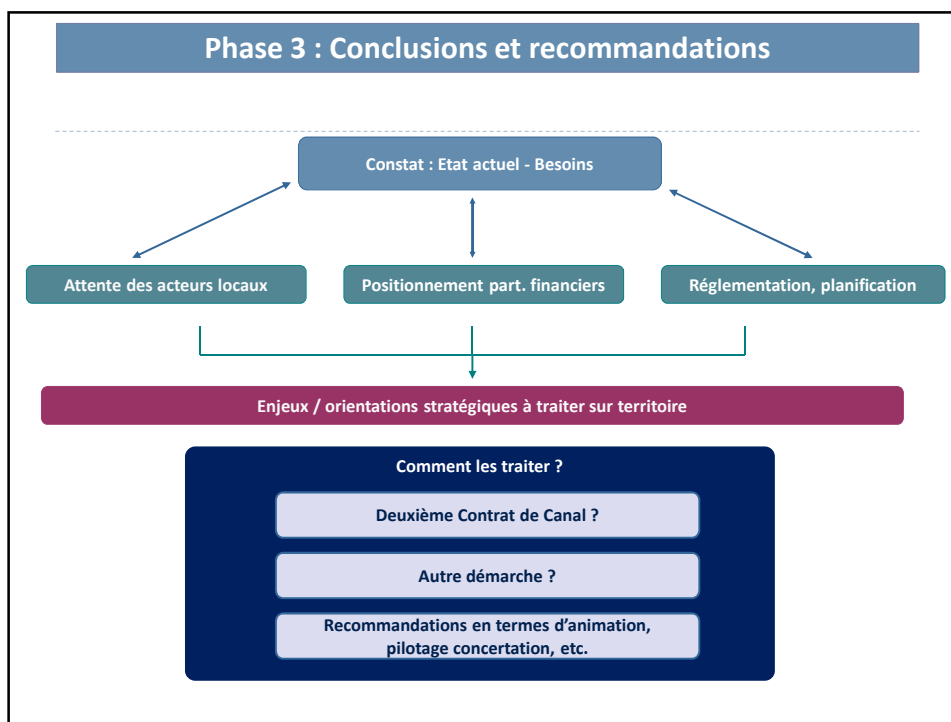 Phase 3 : Conclusions et recommandations
Constat : Etat actuel - Besoins
Attente des acteurs locaux
Positionnement part. financiers
Réglementation, planification
Enjeux / orientations stratégiques à traiter sur territoire
Comment les traiter ?
Deuxième Contrat de Canal ?
Autre démarche ?
Recommandations en termes d’animation,
pilotage concertation, etc.